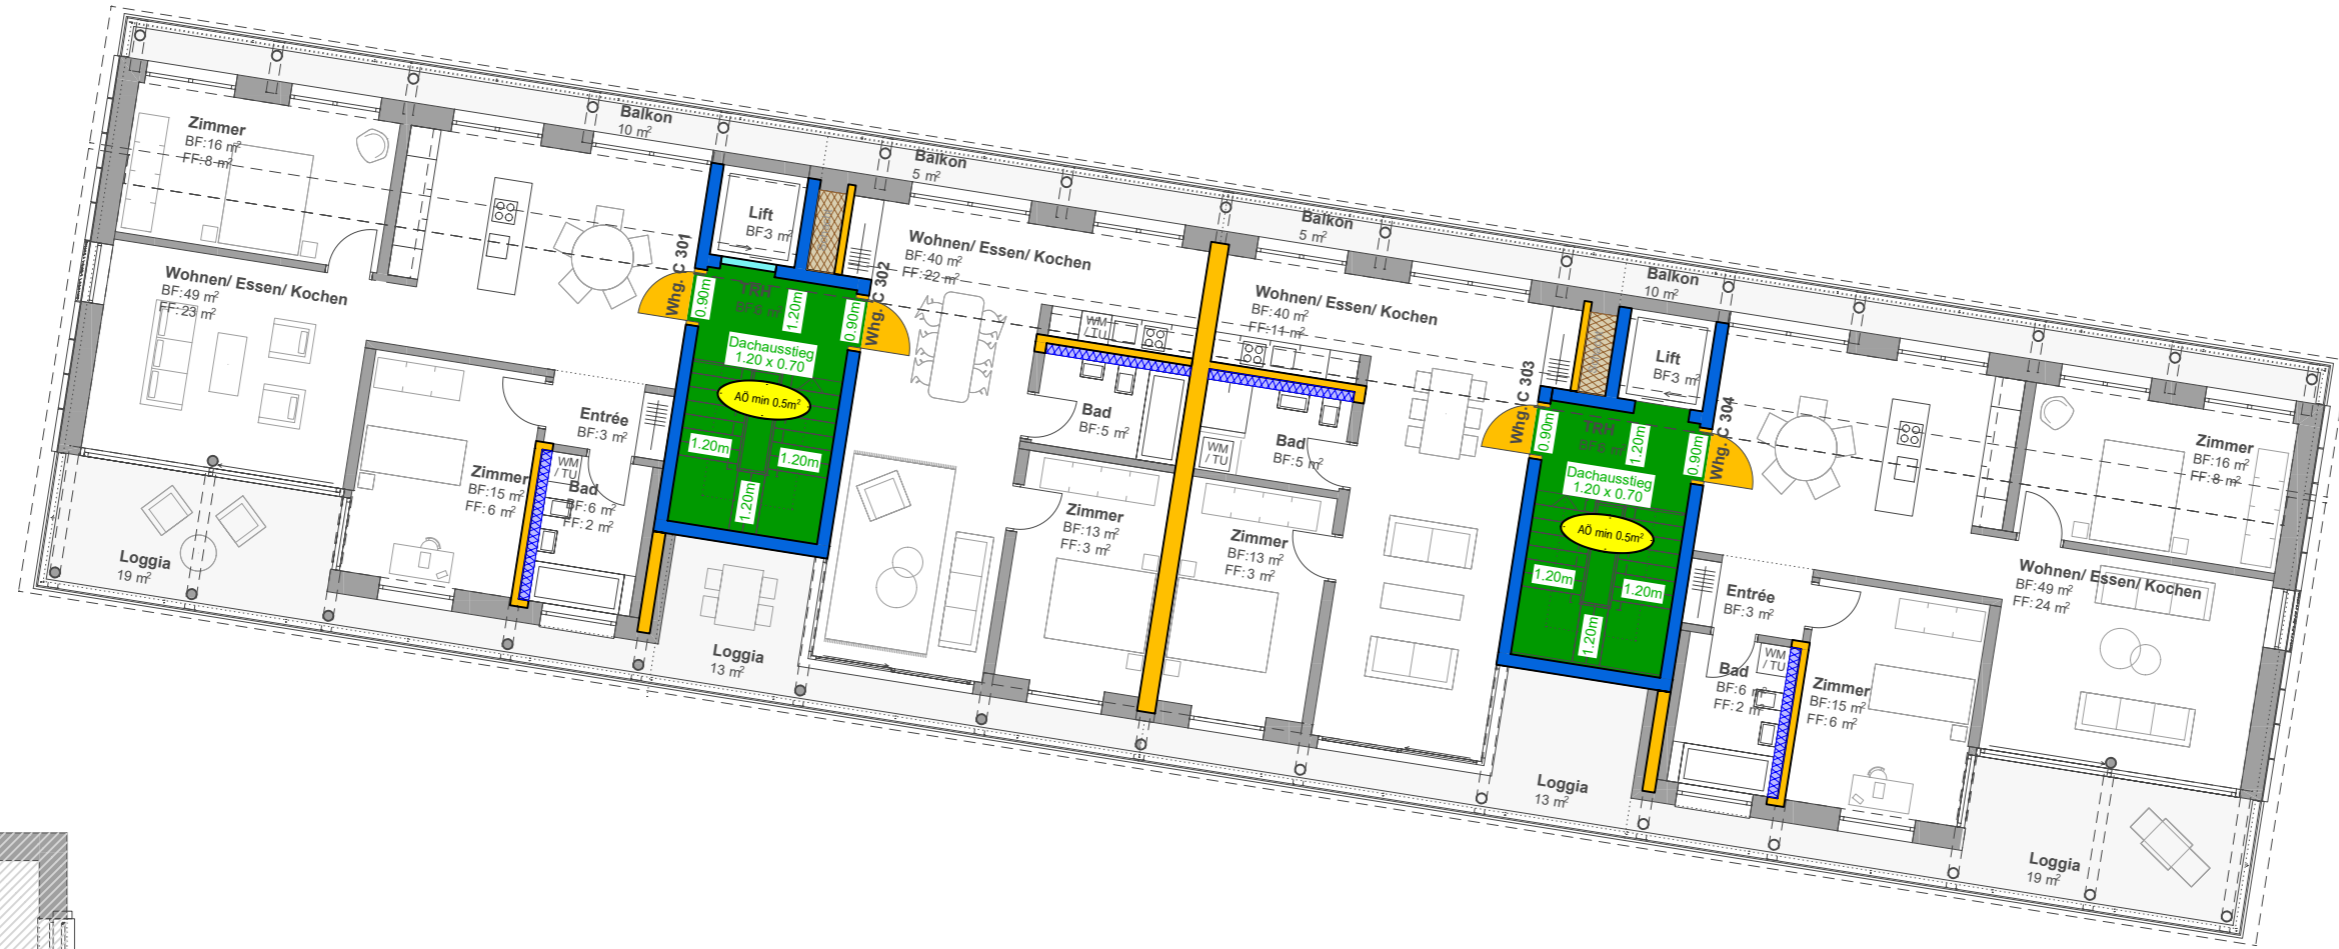 Zimmer
BF:16 m²
FF:8 m²
Balkon
10 m²
Balkon
5 m²
Balkon
5 m²
Balkon
10 m²
Wohnen/ Essen/ Kochen
BF:49 m²
FF:23 m²
Whg. C 301
Lift
BF:3 m²
TRH
BF:6 m²
0.90m
1.20m
0.90m
Whg. C 302
Dachausstieg
1.20 x 0.70
AÖ min 0.5m²
1.20m
1.20m
1.20m
Wohnen/ Essen/ Kochen
BF:40 m²
FF:22 m²
WM
/ TU
Wohnen/ Essen/ Kochen
BF:40 m²
FF:11 m²
Entrée
BF:3 m²
Zimmer
BF:15 m²
FF:6 m²
WM
/ TU
Bad
BF:6 m²
FF:2 m²
Loggia
19 m²
Loggia
13 m²
Bad
BF:5 m²
Zimmer
BF:13 m²
FF:3 m²
Bad
BF:5 m²
WM
/ TU
Zimmer
BF:13 m²
FF:3 m²
Whg. C 303
Lift
BF:3 m²
TRH
BF:6 m²
0.90m
1.20m
0.90m
Whg. C 304
Dachausstieg
1.20 x 0.70
AÖ min 0.5m²
1.20m
1.20m
1.20m
Zimmer
BF:16 m²
FF:8 m²
Wohnen/ Essen/ Kochen
BF:49 m²
FF:24 m²
Entrée
BF:3 m²
WM
/ TU
Bad
BF:6 m²
FF:2 m²
Zimmer
BF:15 m²
FF:6 m²
Loggia
13 m²
Loggia
19 m²